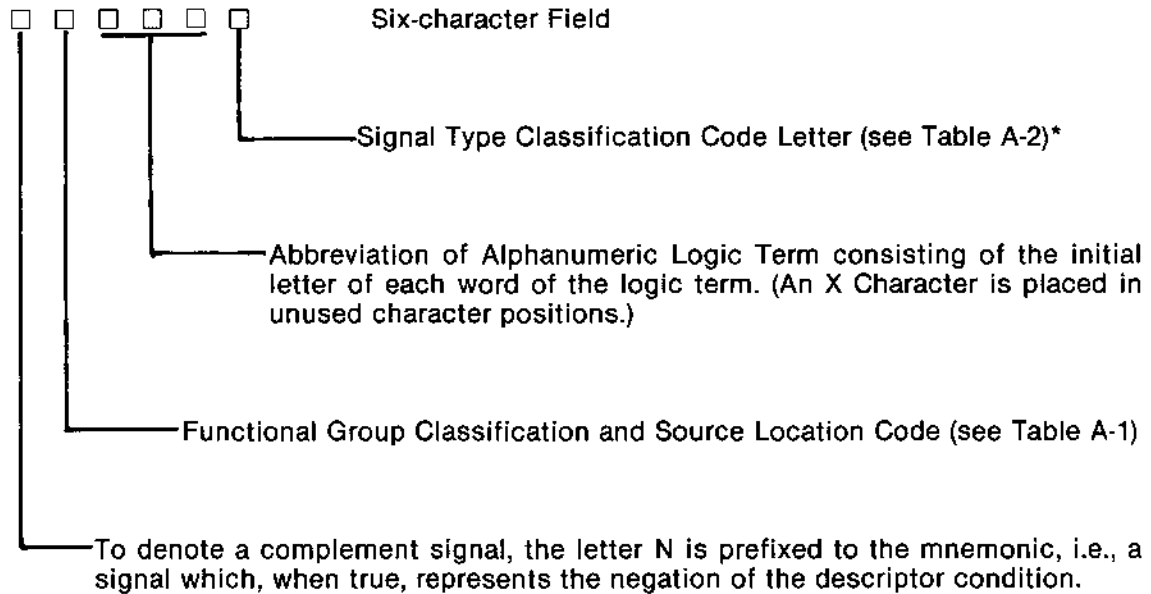 Six-character Field
Signal Type Classification Code Letter (see Table A-2)*
Abbreviation of Alphanumeric Logic Term consisting of the initial
letter of each word of the logic term. (An X Character is placed in
unused character positions.)
Functional Group Classification and Source Location Code (see Table A-1)
To denote a complement signal, the letter N is prefixed to the mnemonic, i.e., a
signal which, when true, represents the negation of the descriptor condition.